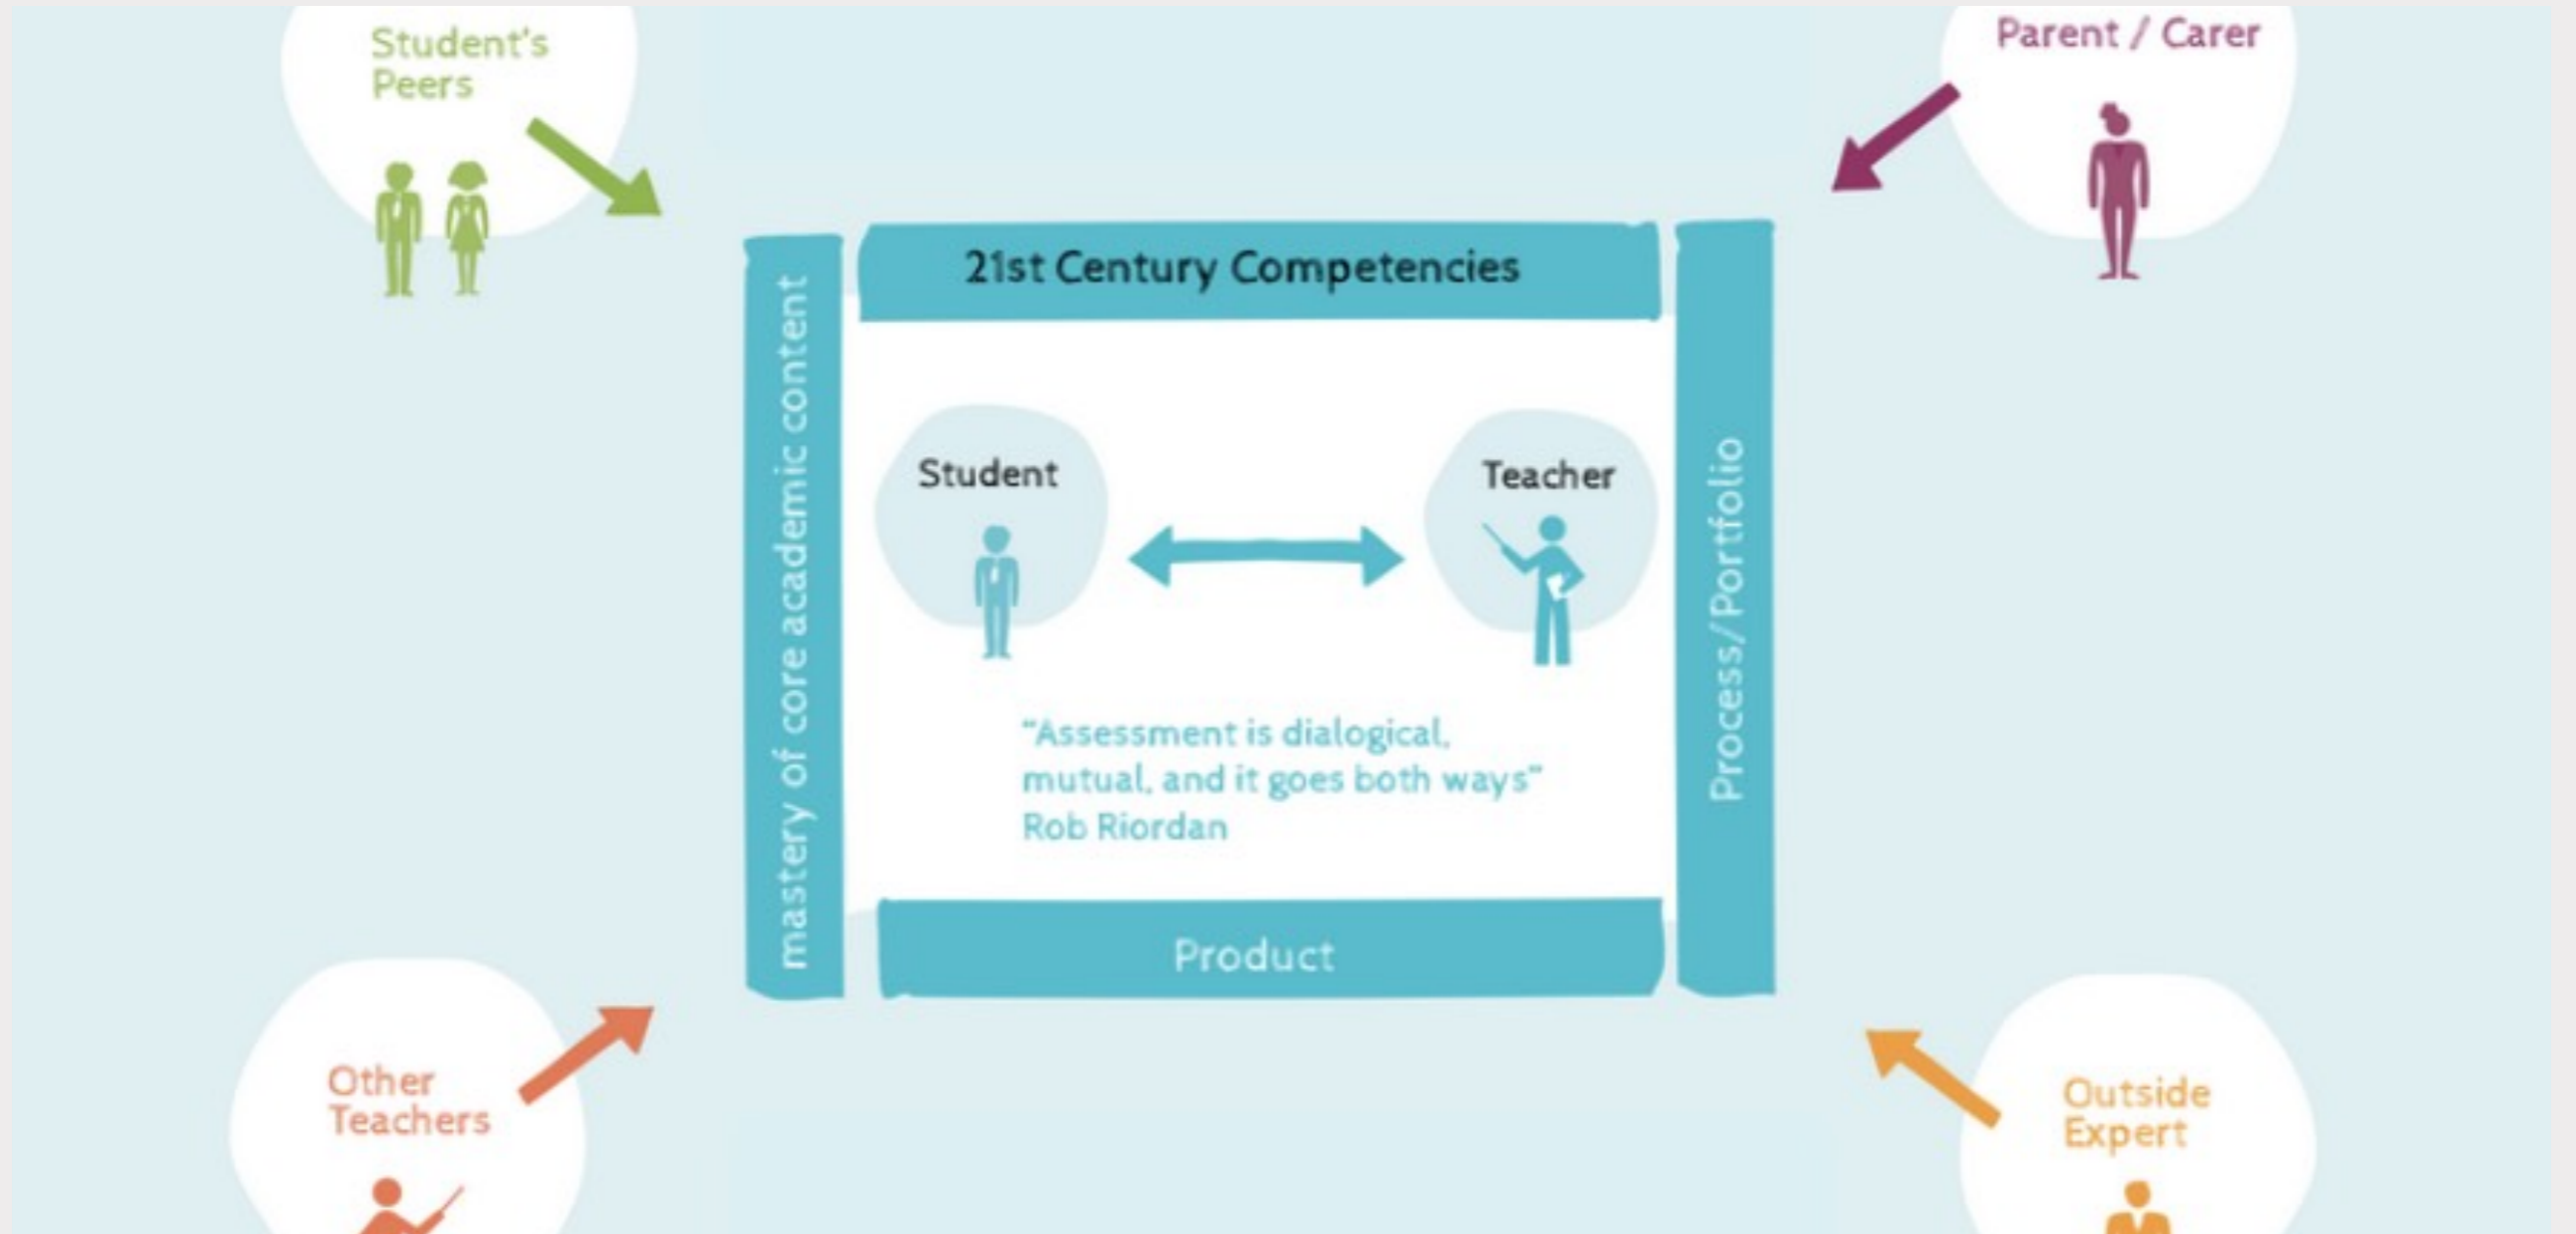 Student's
Peers
Parent / Carer
21st Century Competencies
mastery of core academic content
Student
Teacher
Process/Portfolio
"Assessment is dialogical,
mutual, and it goes both ways"
Rob Riordan
Product
Other
Teachers
Outside
Expert